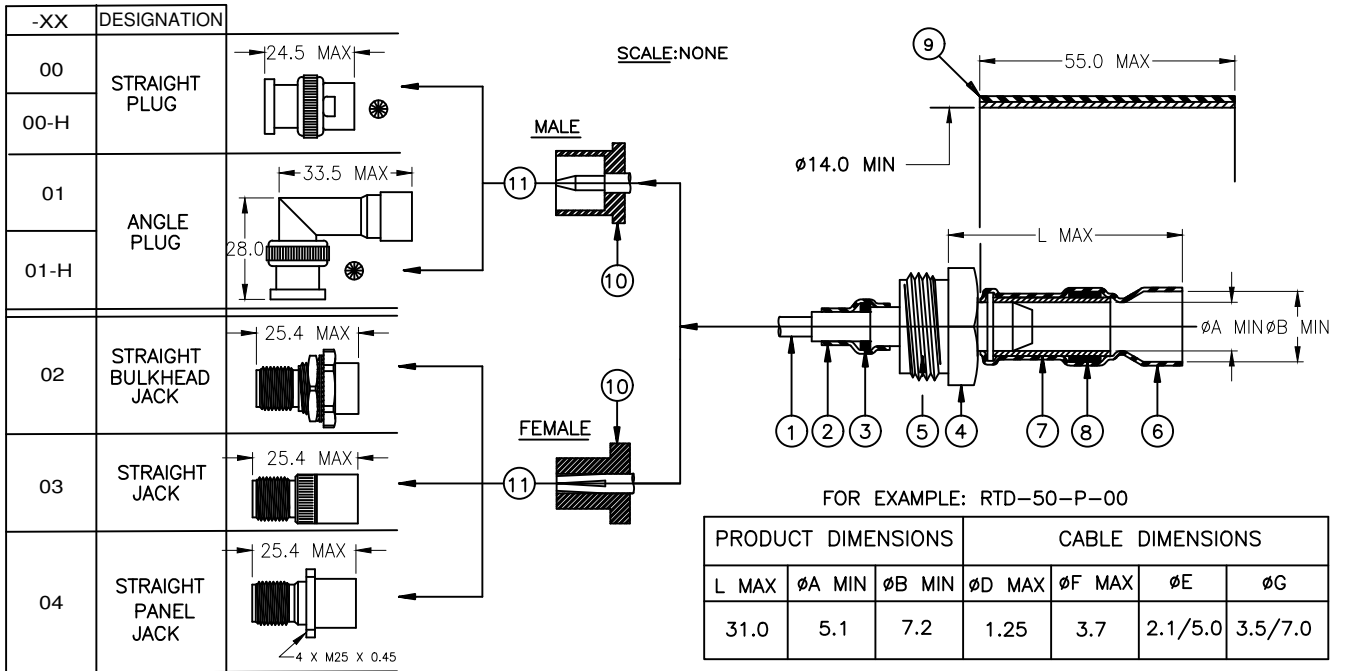 -XX DESIGNATION
00
00-H
STRAIGHT
PLUG
24.5 MAX
01
01-H
ANGLE
PLUG
33.5 MAX
28.0
02
STRAIGHT
BULKHEAD
JACK
25.4 MAX
03
STRAIGHT
JACK
25.4 MAX
04
STRAIGHT
PANEL
JACK
25.4 MAX
4 X M25 X 0.45
SCALE:NONE
MALE
11
10
FEMALE
10
11
9
55.0 MAX
ø14.0 MIN
L MAX
øA MIN øB MIN
1 2 3 5 4 7 8 6
FOR EXAMPLE: RTD-50-P-00
PRODUCT DIMENSIONS CABLE DIMENSIONS
L MAX øA MIN øB MIN øD MAX øF MAX øE øG
31.0 5.1 7.2 1.25 3.7 2.1/5.0 3.5/7.0